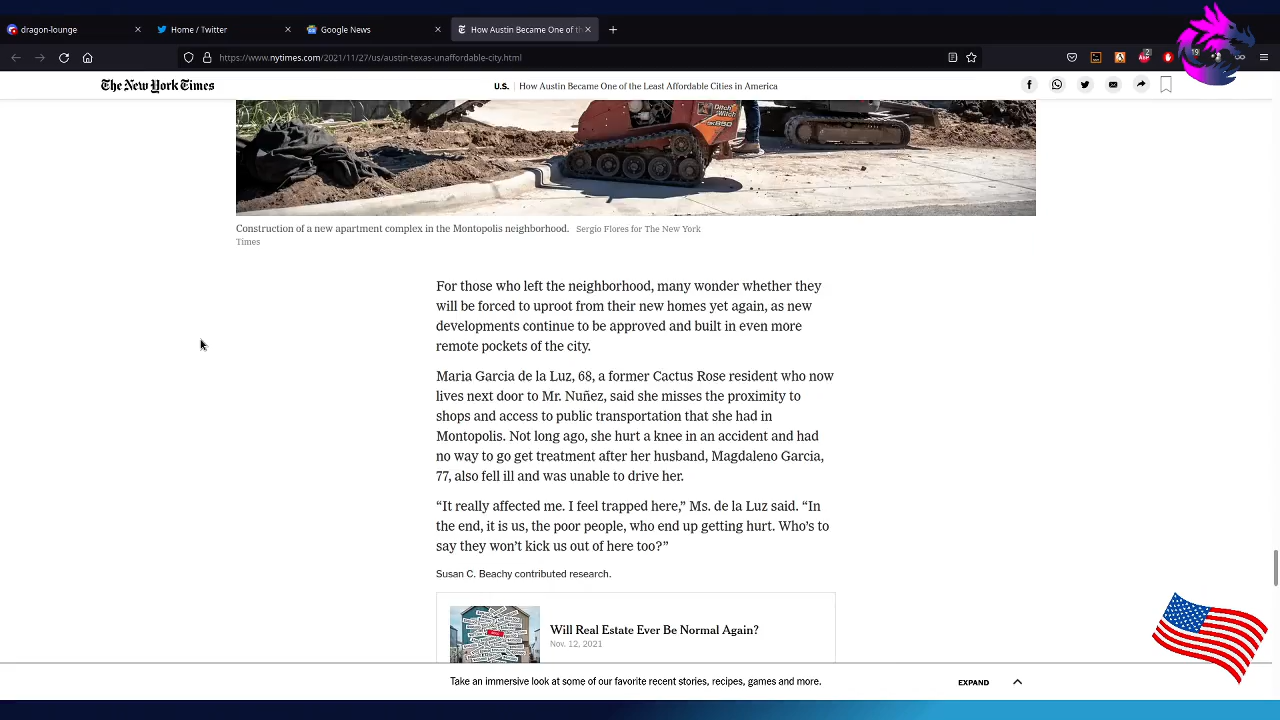 dragon-lounge
Home / Twitter
Google News
How Austin Became One of th
https://www.nytimes.com/2021/11/27/us/austin-texas-unaffordable-city.html
2
19
The New York Times
U.S.
How Austin Became One of the Least Affordable Cities in America
Ditch Witch
Construction of a new apartment complex in the Montopolis neighborhood. Sergio Flores for The New York
Times
For those who left the neighborhood, many wonder whether they
will be forced to uproot from their new homes yet again, as new
developments continue to be approved and built in even more
remote pockets of the city.
Maria Garcia de la Luz, 68, a former Cactus Rose resident who now
lives next door to Mr. Nuñez, said she misses the proximity to
shops and access to public transportation that she had in
Montopolis. Not long ago, she hurt a knee in an accident and had
no way to go get treatment after her husband, Magdaleno Garcia,
77, also fell ill and was unable to drive her.
“It really affected me. I feel trapped here,” Ms. de la Luz said. “In
the end, it is us, the poor people, who end up getting hurt. Who’s to
say they won’t kick us out of here too?”
Susan C. Beachy contributed research.
Will Real Estate Ever Be Normal Again?
Nov. 12, 2021
Take an immersive look at some of our favorite recent stories, recipes, games and more.
EXPAND